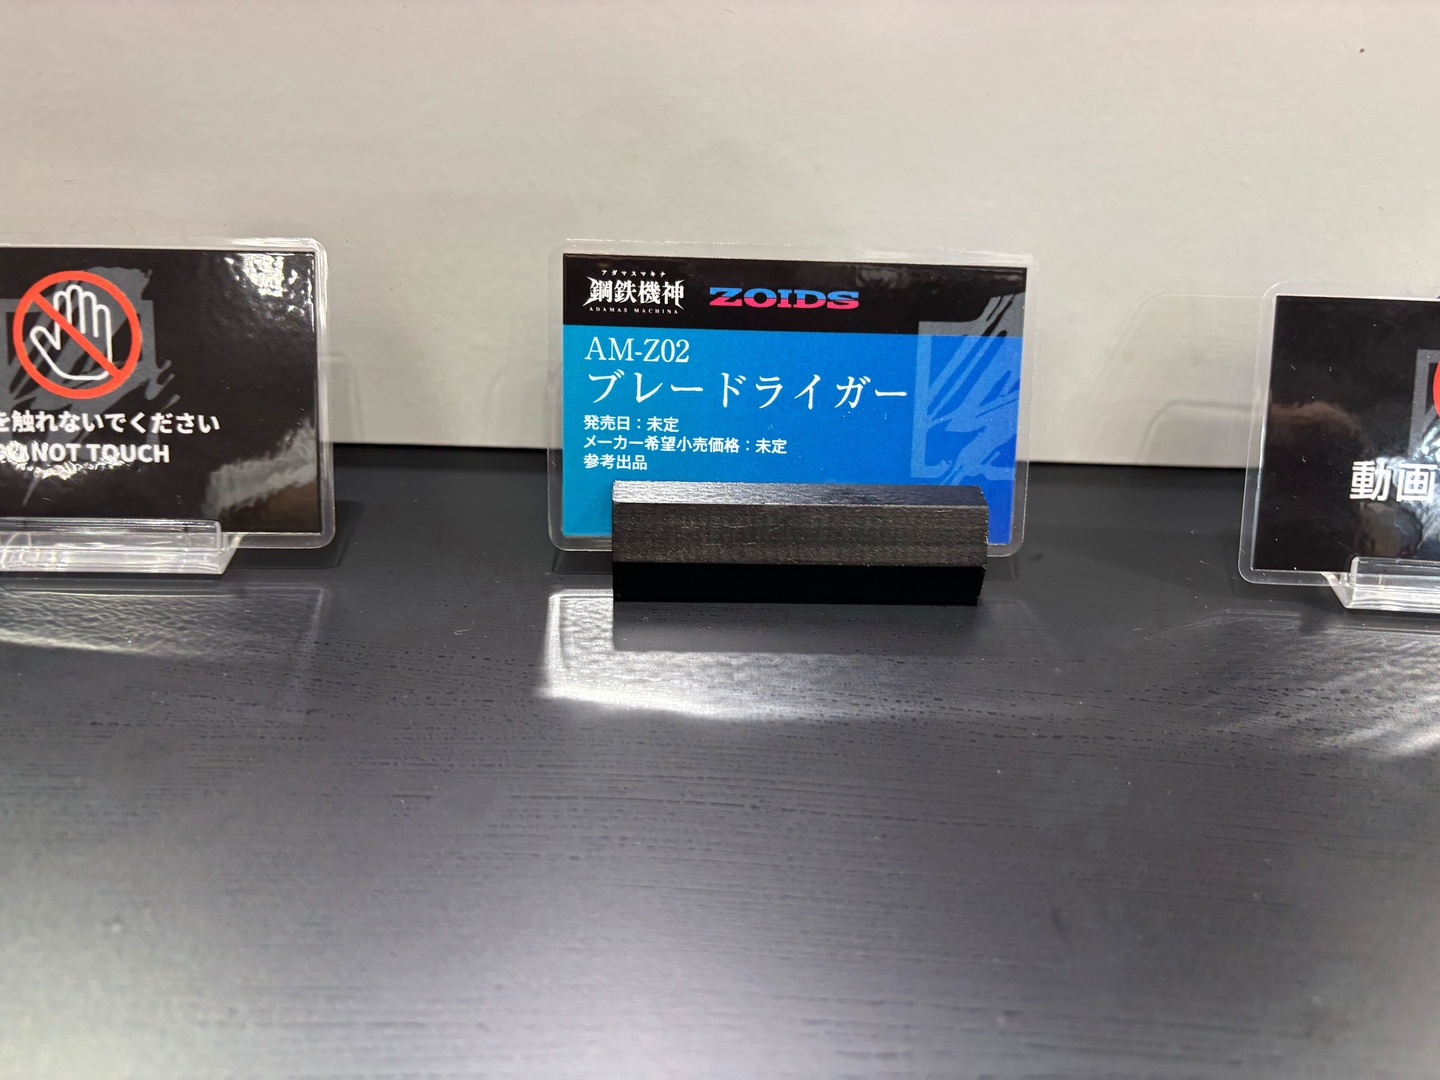 を触れないでください
NOT TOUCH
アダマスマキナ
鋼鉄機神
ADAMAS MACHINA
ZOIDS
AM-Z02
ブレードライガー
発売日：未定
メーカー希望小売価格：未定
参考出品
動画